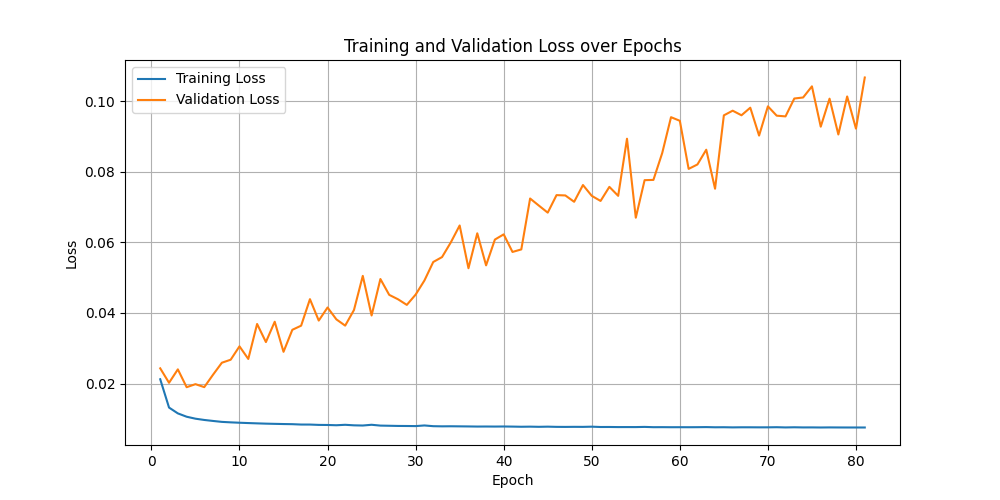 Training and Validation Loss over Epochs
Training Loss
Validation Loss
0.10
0.08
0.06
0.04
0.02
Loss
0 10 20 30 40 50 60 70 80
Epoch